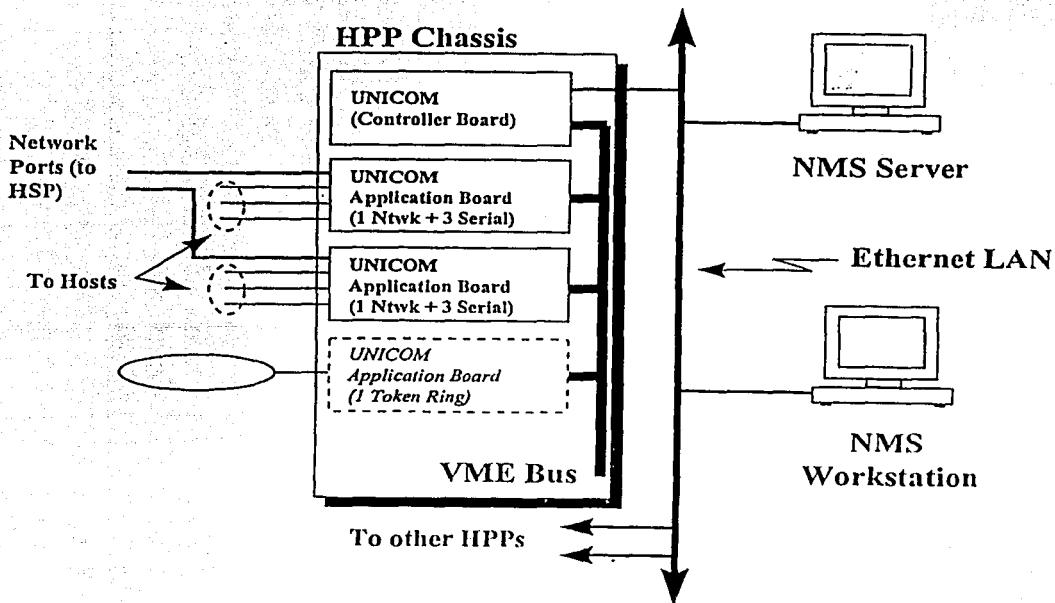 HPP Chassis
UNICOM
(Controller Board)
Network
Ports (to
HSP)
UNICOM
Application Board
(1 Ntwk + 3 Serial)
To Hosts
UNICOM
Application Board
(1 Ntwk + 3 Serial)
UNICOM
Application Board
(1 Token Ring)
VME Bus
To other HPPs
NMS Server
Ethernet LAN
NMS
Workstation